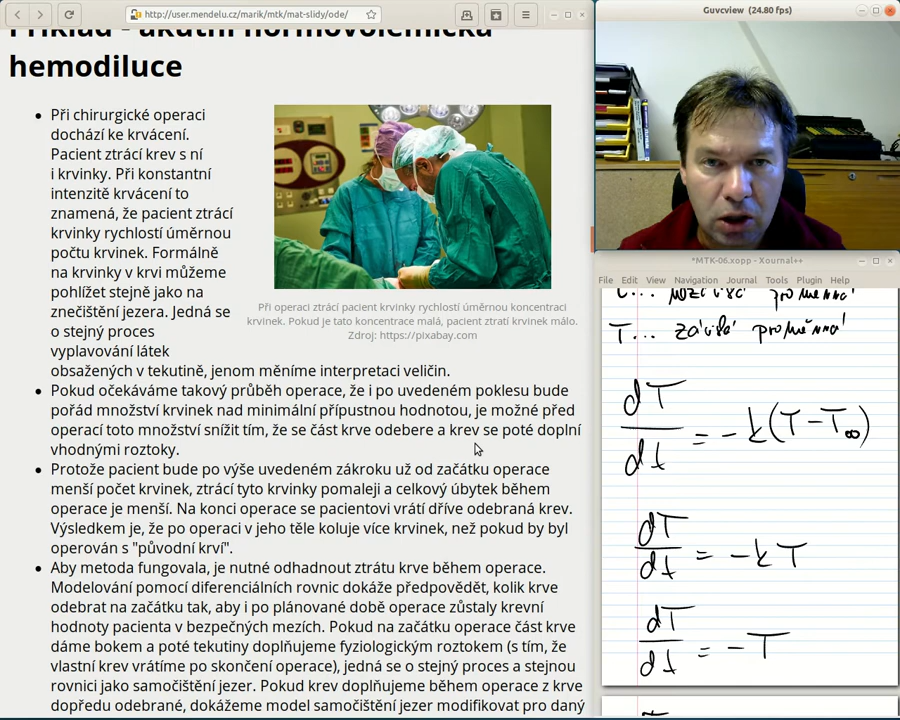 http://user.mendelu.cz/marik/mtk/mat-slidy/ode/
Guvcview (24.80 fps)
Příklad - akutní normovolemická
hemodiluce
Při chirurgické operaci
dochází ke krvácení.
Pacient ztrácí krev s ní
i krvinky. Při konstantní
intenzitě krvácení to
znamená, že pacient ztrácí
krvinky rychlostí úměrnou
počtu krvinek. Formálně
na krvinky v krvi můžeme
pohlížet stejně jako na
znečištění jezera. Jedná se
o stejný proces
vyplavování látek
obsažených v tekutině, jenom měníme interpretaci veličin.
Při operaci ztrácí pacient krvinky rychlostí úměrnou koncentraci
krvinek. Pokud je tato koncentrace malá, pacient ztratí krvinek málo.
Zdroj: https://pixabay.com
Pokud očekáváme takový průběh operace, že i po uvedeném poklesu bude
pořád množství krvinek nad minimální přípustnou hodnotou, je možné před
operací toto množství snížit tím, že se část krve odebere a krev se poté doplní
vhodnými roztoky.
Protože pacient bude po výše uvedeném zákroku už od začátku operace
menší počet krvinek, ztrácí tyto krvinky pomaleji a celkový úbytek během
operace je menší. Na konci operace se pacientovi vrátí dříve odebraná krev.
Výsledkem je, že po operaci v jeho těle koluje více krvinek, než pokud by byl
operován s "původní krví".
Aby metoda fungovala, je nutné odhadnout ztrátu krve během operace.
Modelování pomocí diferenciálních rovnic dokáže předpovědět, kolik krve
odebrat na začátku tak, aby i po plánované době operace zůstaly krevní
hodnoty pacienta v bezpečných mezích. Pokud na začátku operace část krve
dáme bokem a poté tekutiny doplňujeme fyziologickým roztokem (s tím, že
vlastní krev vrátíme po skončení operace), jedná se o stejný proces a stejnou
rovnici jako samočištění jezer. Pokud krev doplňujeme během operace z krve
dopředu odebrané, dokážeme model samočištění jezer modifikovat pro daný
*MTK-06.xopp - Xournal++
File Edit View Navigation Journal Tools Plugin Help
t... nezávislá proměnná
T... závislá proměnná
dT/dt = -k(T-T∞)
dT/dt = -kT
dT/dt = -T